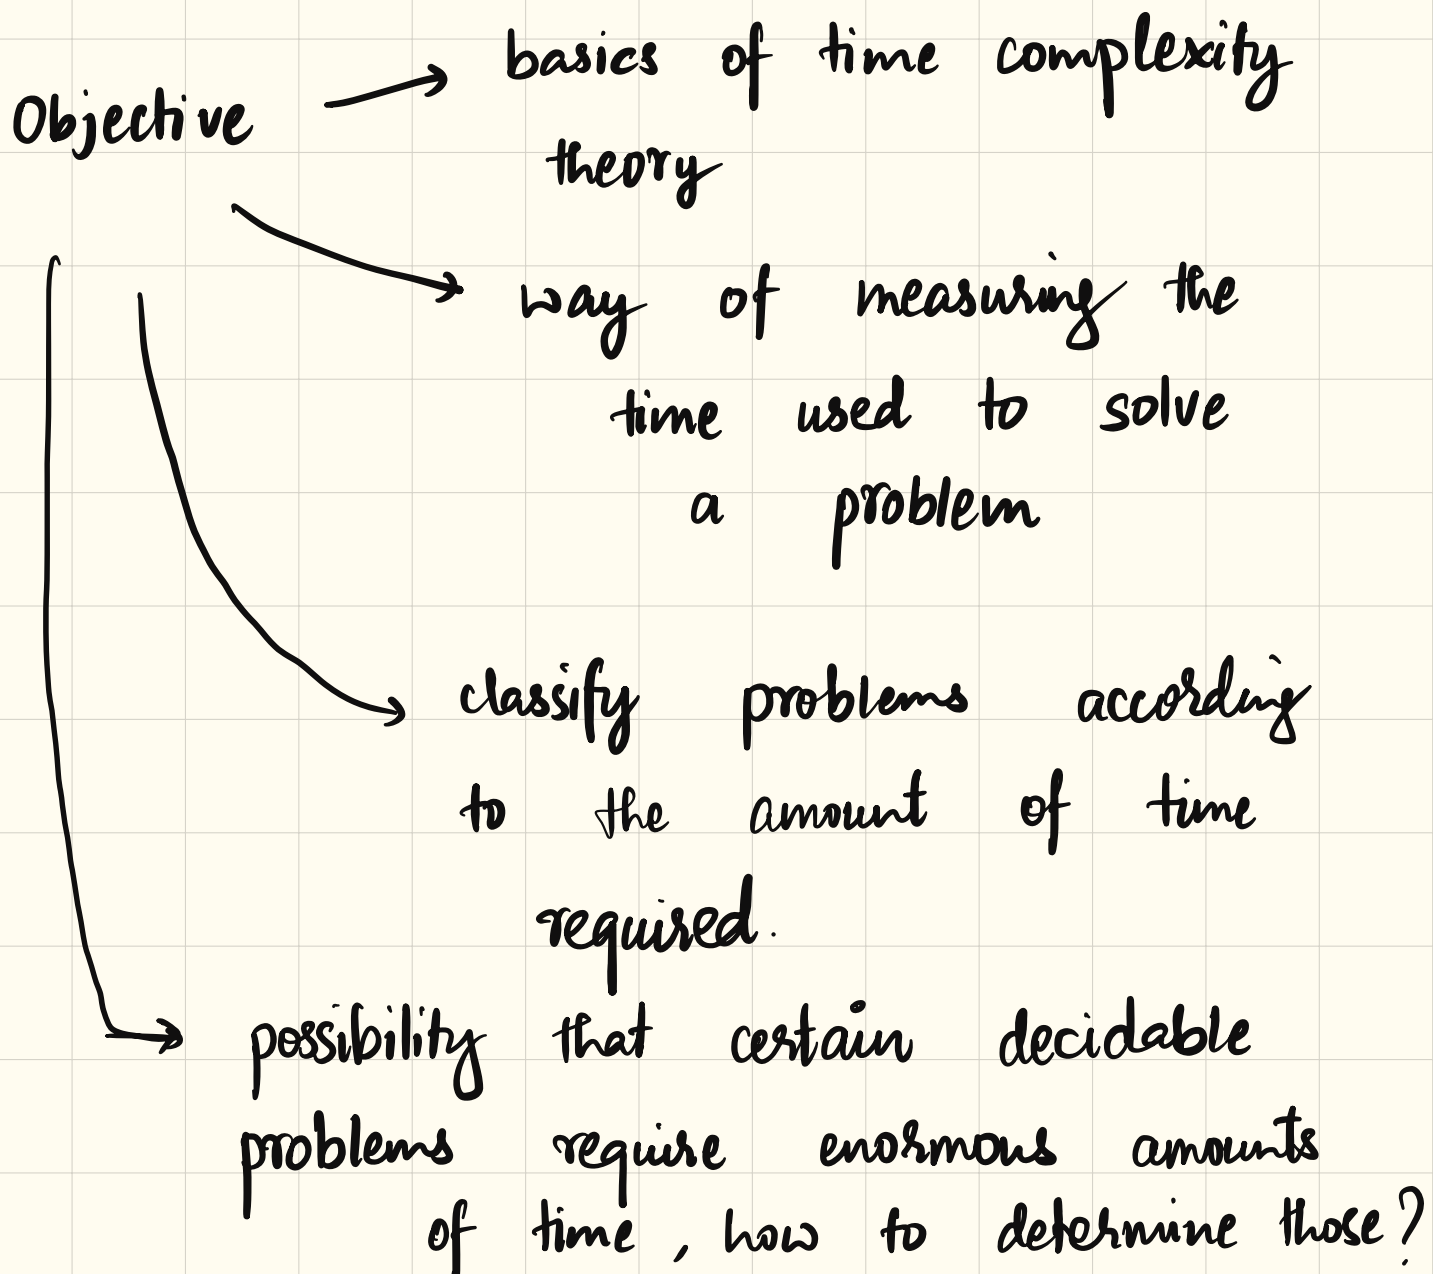 Objective
basics of time complexity
theory
way of measuring the
time used to solve
a problem
classify problems according
to the amount of time
required.
possibility that certain decidable
problems require enormous amounts
of time, how to determine those?